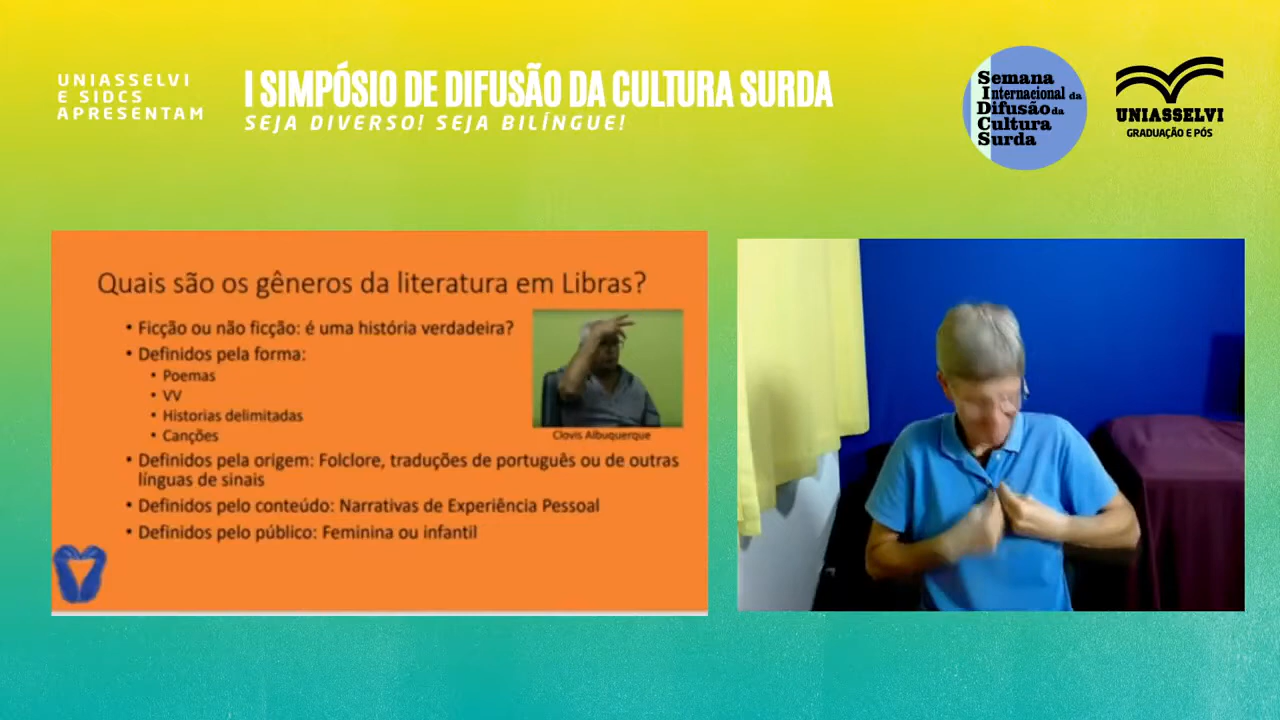 UNIASSELVI
E SIDCS
APRESENTAM
I SIMPÓSIO DE DIFUSÃO DA CULTURA SURDA
SEJA DIVERSO! SEJA BILÍNGUE!
Semana
Internacional da
Difusão da
Cultura
Surda
UNIASSELVI
GRADUAÇÃO E PÓS
Quais são os gêneros da literatura em Libras?
• Ficção ou não ficção: é uma história verdadeira?
• Definidos pela forma:
• Poemas
• VV
• Historias delimitadas
• Canções
Clovis Albuquerque
• Definidos pela origem: Folclore, traduções de português ou de outras
línguas de sinais
• Definidos pelo conteúdo: Narrativas de Experiência Pessoal
• Definidos pelo público: Feminina ou infantil